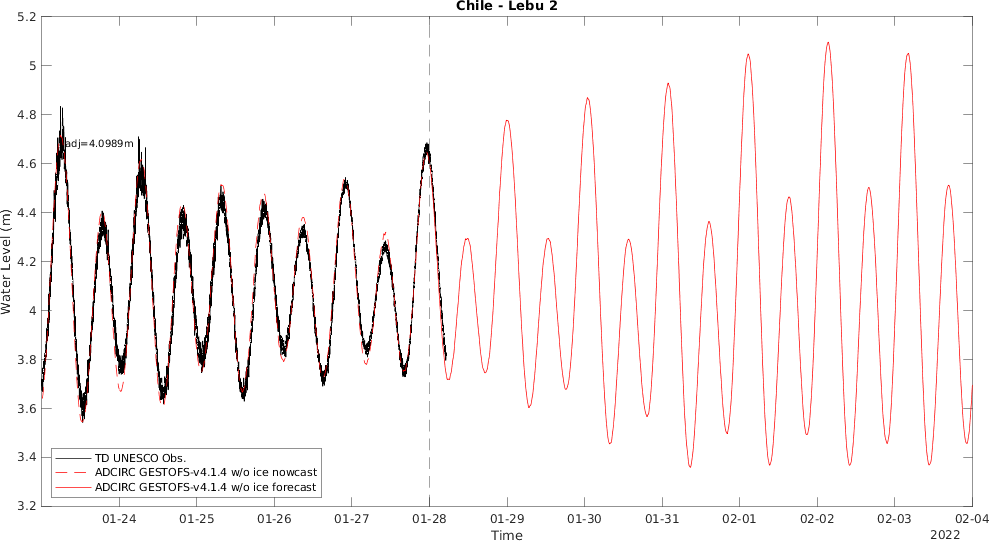 Chile - Lebu 2
5.2
5
4.8
4.6
4.4
4.2
4
3.8
3.6
3.4
3.2
Water Level (m)
adj=4.0989m
TD UNESCO Obs.
ADCIRC GESTOFS-v4.1.4 w/o ice nowcast
ADCIRC GESTOFS-v4.1.4 w/o ice forecast
01-24 01-25 01-26 01-27 01-28 01-29 01-30 01-31 02-01 02-02 02-03 02-04
Time
2022